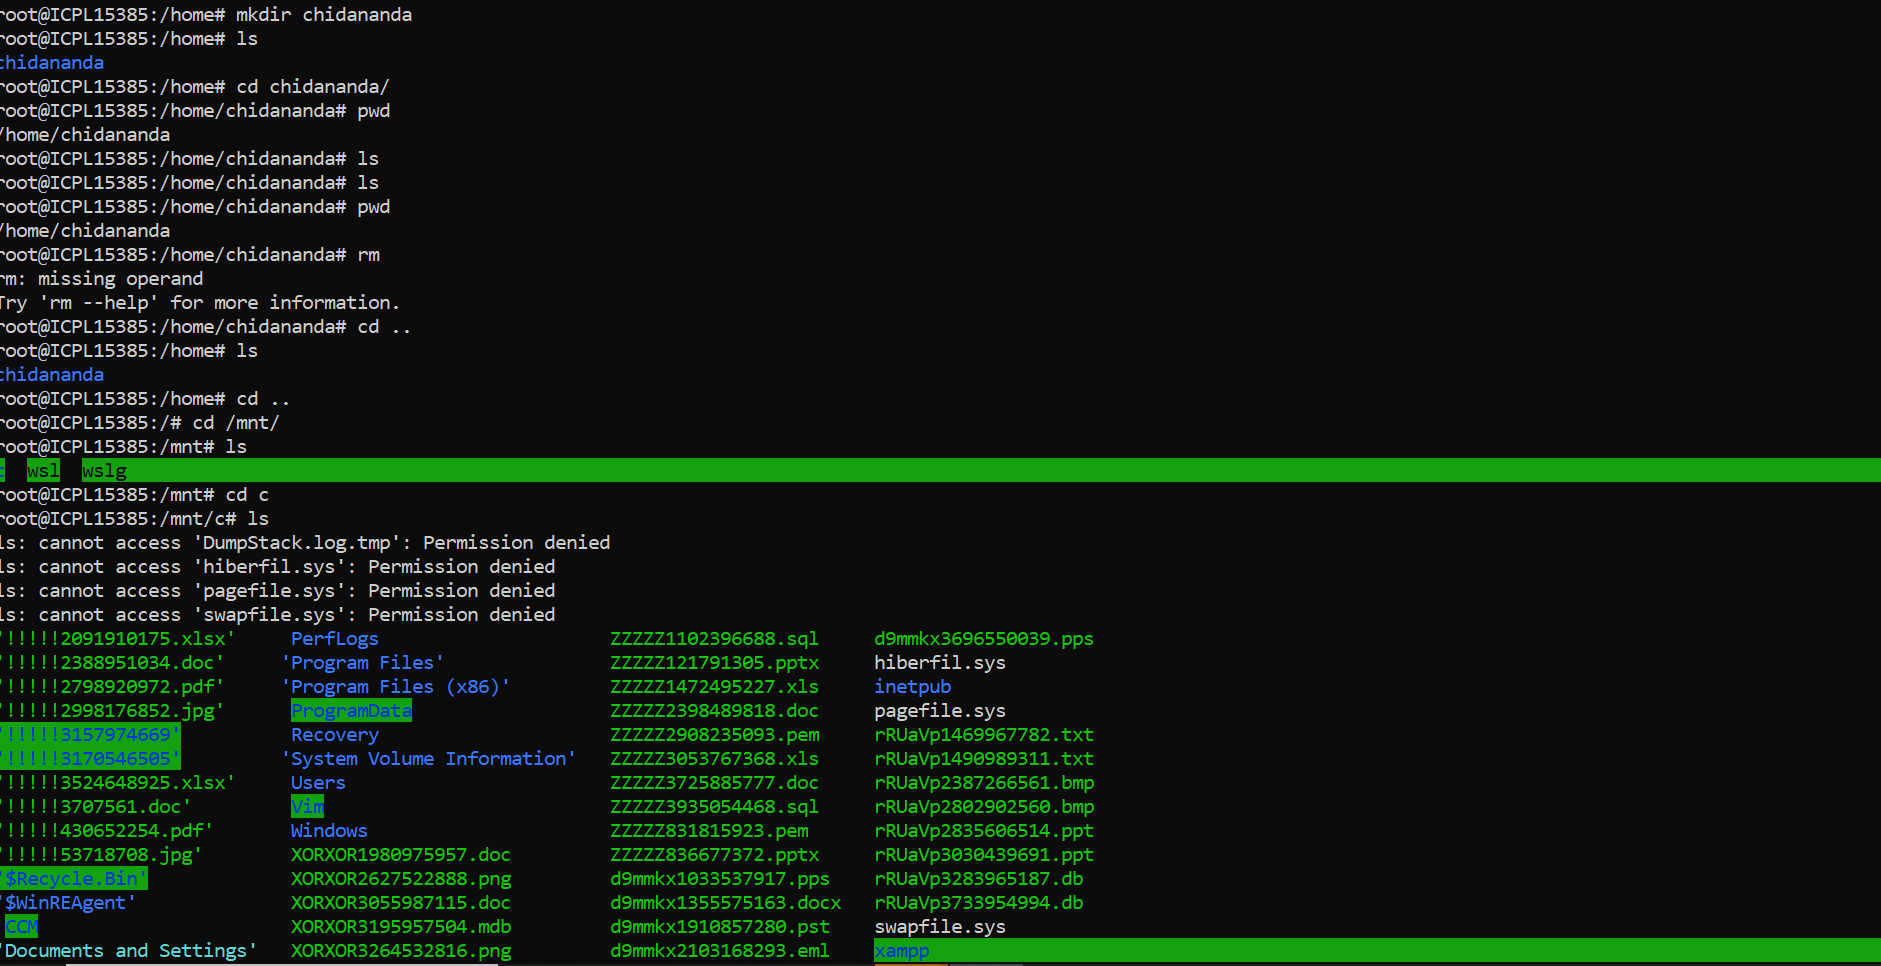 root@ICPL15385:/home# mkdir chidananda
root@ICPL15385:/home# ls
chidananda
root@ICPL15385:/home# cd chidananda/
root@ICPL15385:/home/chidananda# pwd
/home/chidananda
root@ICPL15385:/home/chidananda# ls
root@ICPL15385:/home/chidananda# ls
root@ICPL15385:/home/chidananda# pwd
/home/chidananda
root@ICPL15385:/home/chidananda# rm
rm: missing operand
Try 'rm --help' for more information.
root@ICPL15385:/home/chidananda# cd ..
root@ICPL15385:/home# ls
chidananda
root@ICPL15385:/home# cd ..
root@ICPL15385:/# cd /mnt/
root@ICPL15385:/mnt# ls
c  wsl  wslg
root@ICPL15385:/mnt# cd c
root@ICPL15385:/mnt/c# ls
ls: cannot access 'DumpStack.log.tmp': Permission denied
ls: cannot access 'hiberfil.sys': Permission denied
ls: cannot access 'pagefile.sys': Permission denied
ls: cannot access 'swapfile.sys': Permission denied
'!!!!!2091910175.xlsx'  PerfLogs  ZZZZZ1102396688.sql  d9mmkx3696550039.pps
'!!!!!2388951034.doc'  'Program Files'  ZZZZZ121791305.pptx  hiberfil.sys
'!!!!!2798920972.pdf'  'Program Files (x86)'  ZZZZZ1472495227.xls  inetpub
'!!!!!2998176852.jpg'  ProgramData  ZZZZZ2398489818.doc  pagefile.sys
'!!!!!3157974669'  Recovery  ZZZZZ2908235093.pem  rRUaVp1469967782.txt
'!!!!!3170546505'  'System Volume Information'  ZZZZZ3053767368.xls  rRUaVp1490989311.txt
'!!!!!3524648925.xlsx'  Users  ZZZZZ3725885777.doc  rRUaVp2387266561.bmp
'!!!!!3707561.doc'  Vim  ZZZZZ3935054468.sql  rRUaVp2802902560.bmp
'!!!!!430652254.pdf'  Windows  ZZZZZ831815923.pem  rRUaVp2835606514.ppt
'!!!!!53718708.jpg'  XORXOR1980975957.doc  ZZZZZ836677372.pptx  rRUaVp3030439691.ppt
'$Recycle.Bin'  XORXOR2627522888.png  d9mmkx1033537917.pps  rRUaVp3283965187.db
'$WinREAgent'  XORXOR3055987115.doc  d9mmkx1355575163.docx  rRUaVp3733954994.db
CCM  XORXOR3195957504.mdb  d9mmkx1910857280.pst  swapfile.sys
'Documents and Settings'  XORXOR3264532816.png  d9mmkx2103168293.eml  xampp